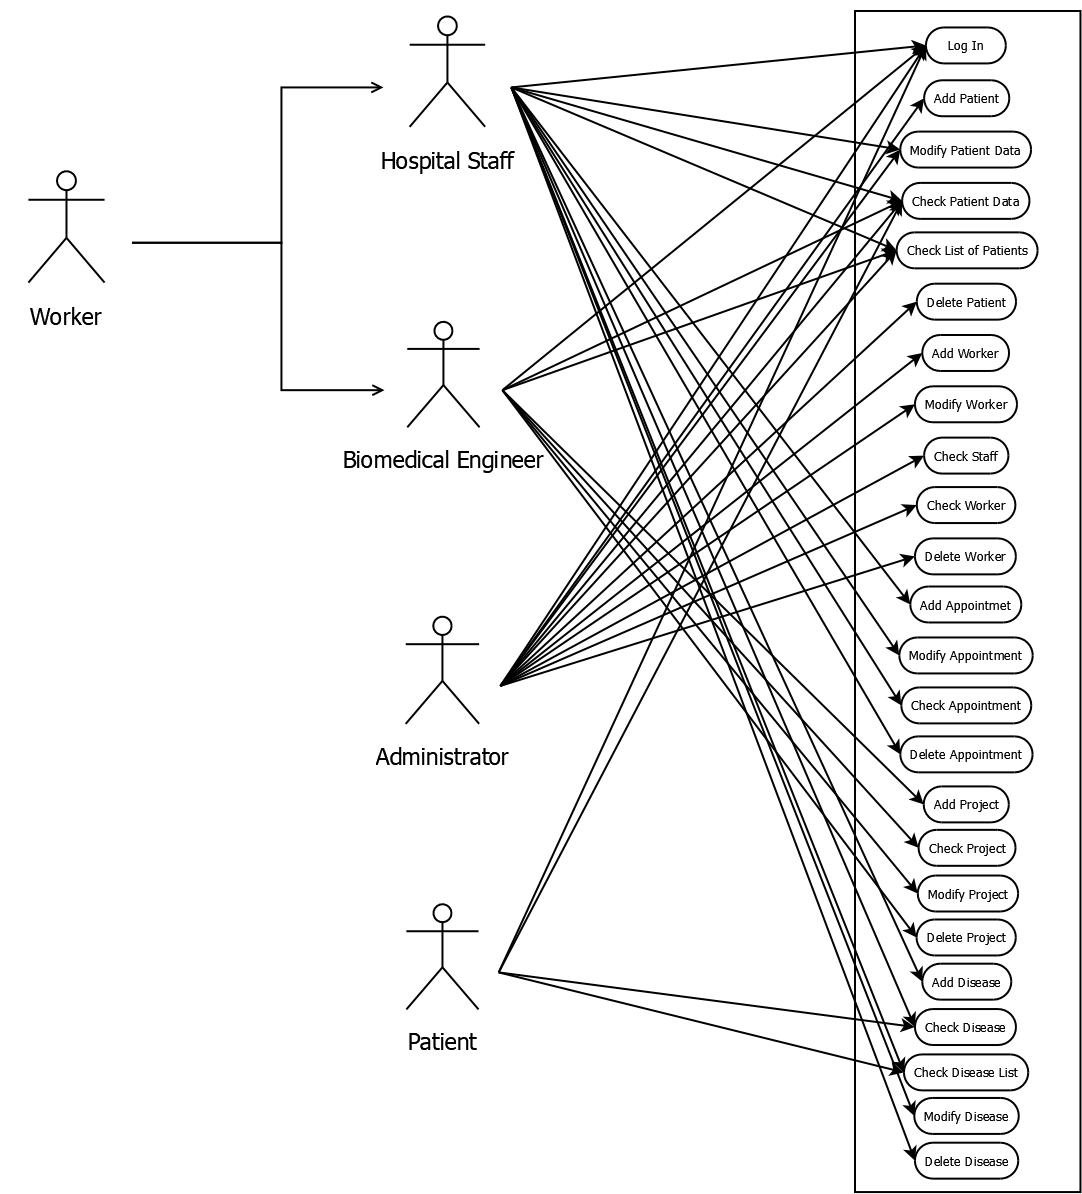 Hospital Staff
Worker
Biomedical Engineer
Administrator
Patient
Log In
Add Patient
Modify Patient Data
Check Patient Data
Check List of Patients
Delete Patient
Add Worker
Modify Worker
Check Staff
Check Worker
Delete Worker
Add Appointmet
Modify Appointment
Check Appointment
Delete Appointment
Add Project
Check Project
Modify Project
Delete Project
Add Disease
Check Disease
Check Disease List
Modify Disease
Delete Disease